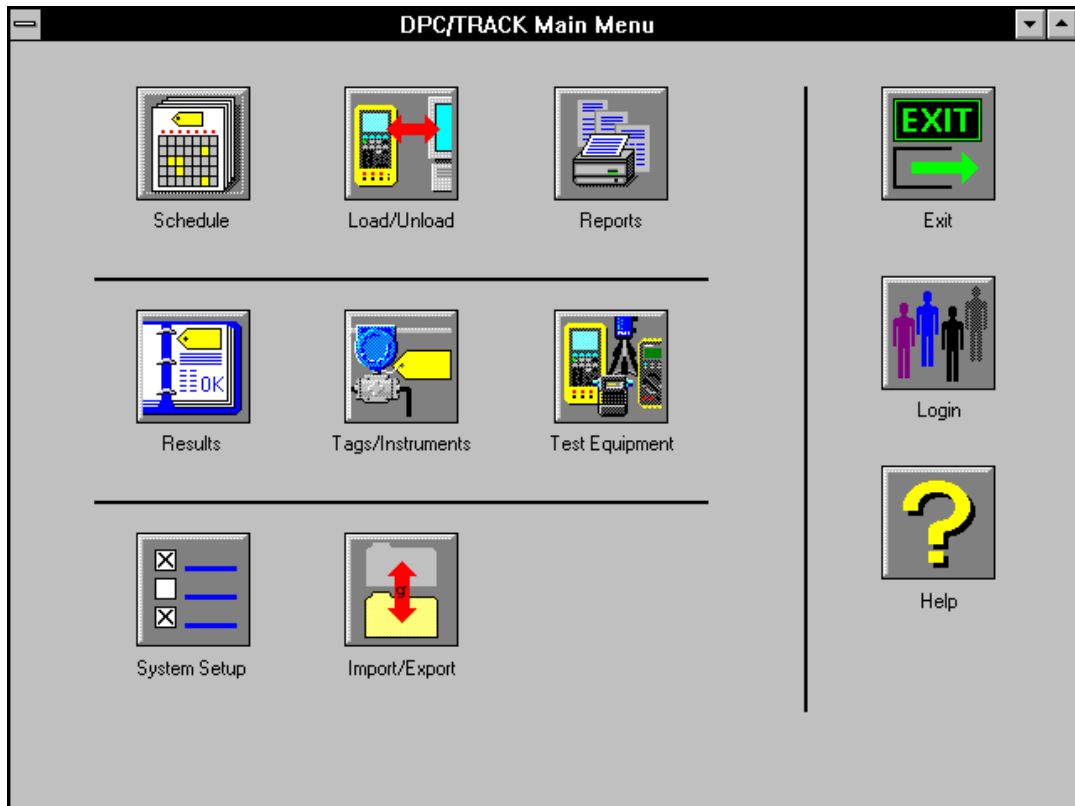 DPC/TRACK Main Menu
EXIT
Schedule
Load/Unload
Reports
Exit
OK
Results
Tags/Instruments
Test Equipment
Login
System Setup
Import/Export
Help